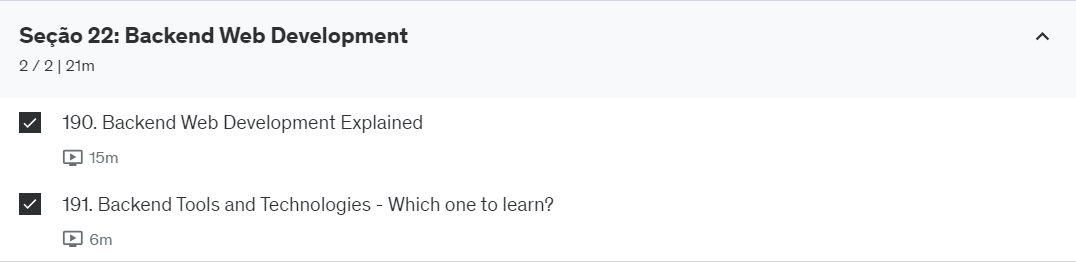 Seção 22: Backend Web Development
2 / 2 | 21m
190. Backend Web Development Explained
15m
191. Backend Tools and Technologies - Which one to learn?
6m